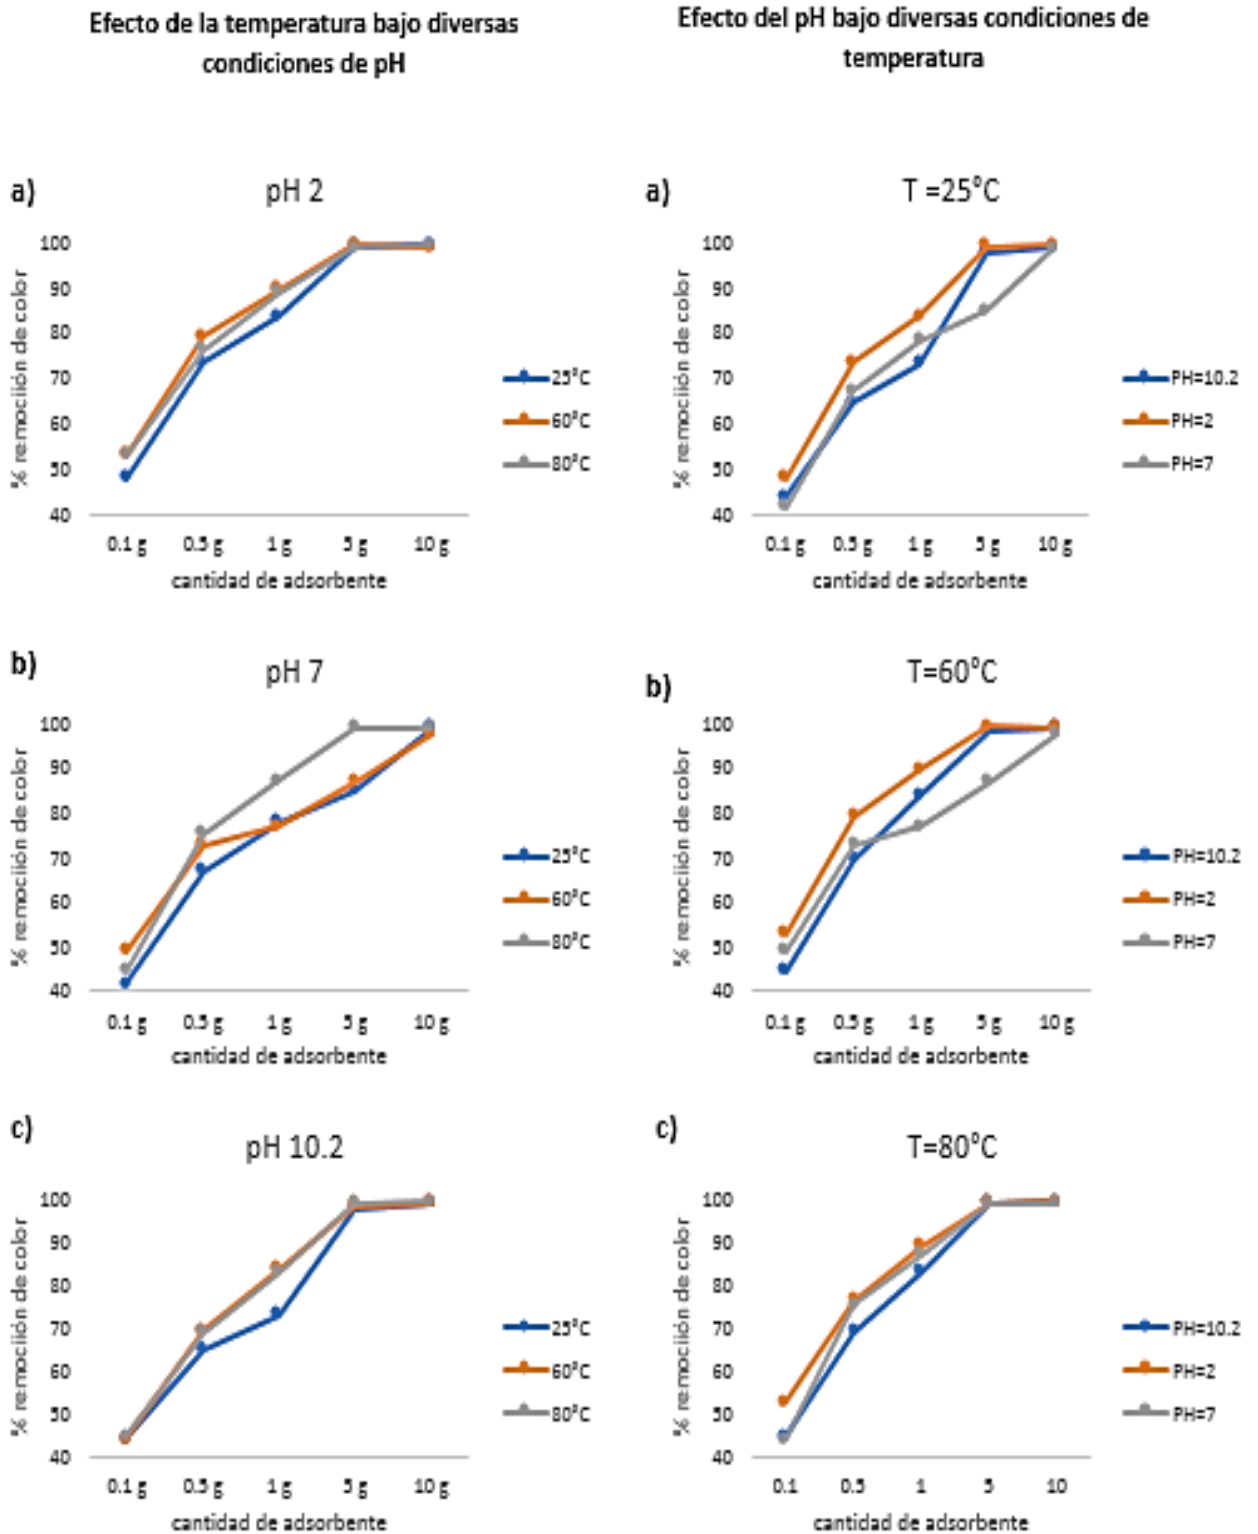 Efecto de la temperatura bajo diversas
condiciones de pH
Efecto del pH bajo diversas condiciones de
temperatura
a)
pH 2
100
90
80
70
60
50
40
% remoción de color
0.1 g 0.5 g 1 g 5 g 10 g
cantidad de adsorbente
25°C
60°C
80°C
a)
T =25°C
100
90
80
70
60
50
40
% remoción de color
0.1 g 0.5 g 1 g 5 g 10 g
cantidad de adsorbente
PH=10.2
PH=2
PH=7
b)
pH 7
100
90
80
70
60
50
40
% remoción de color
0.1 g 0.5 g 1 g 5 g 10 g
cantidad de adsorbente
25°C
60°C
80°C
b)
T=60°C
100
90
80
70
60
50
40
% remoción de color
0.1 g 0.5 g 1 g 5 g 10 g
cantidad de adsorbente
PH=10.2
PH=2
PH=7
c)
pH 10.2
100
90
80
70
60
50
40
% remoción de color
0.1 g 0.5 g 1 g 5 g 10 g
cantidad de adsorbente
25°C
60°C
80°C
c)
T=80°C
100
90
80
70
60
50
40
% remoción de color
0.1 0.5 1 5 10
cantidad de adsorbente
PH=10.2
PH=2
PH=7